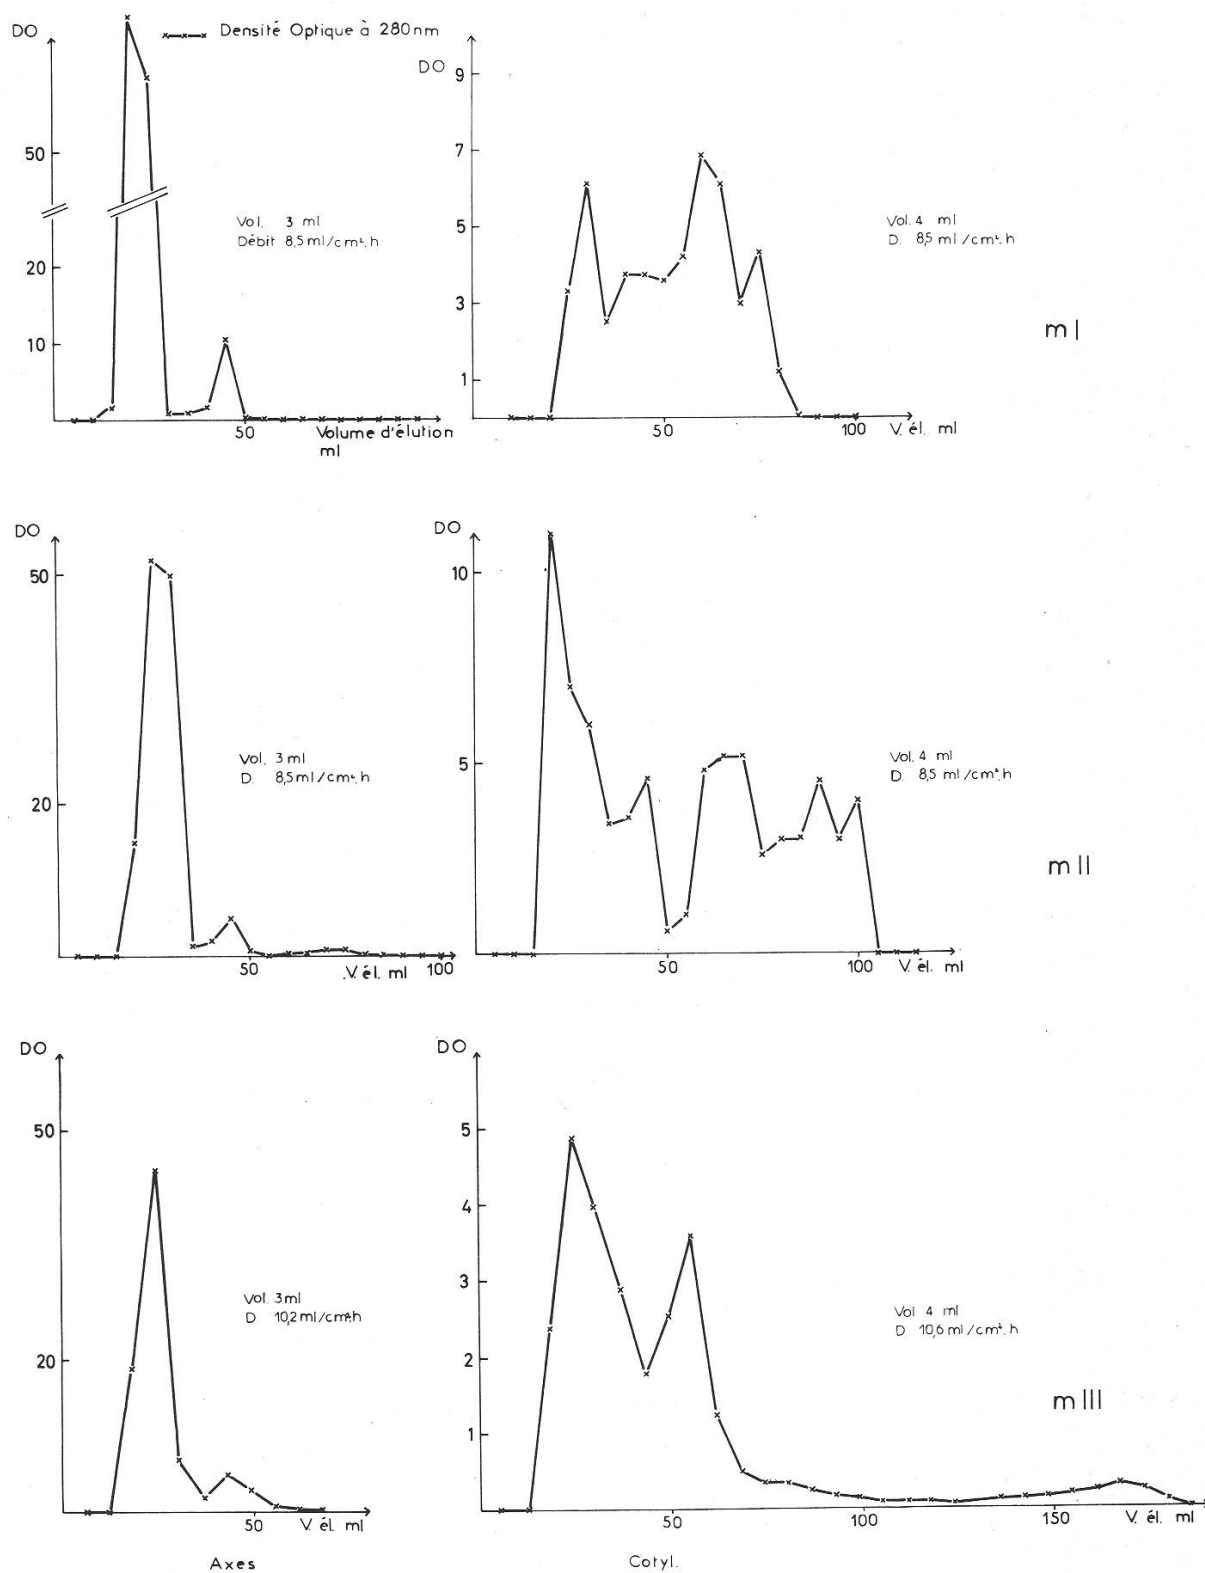 DO
x—x—x Densité Optique à 280nm
50
20
10
Vol. 3 ml
Débit 8,5 ml/cm². h
50
Volume d'élution
ml
DO
9
7
5
3
1
Vol. 4 ml
D. 8,5 ml/cm². h
50
100
V. él. ml
m I
DO
50
20
Vol. 3 ml
D. 8,5 ml/cm². h
50
V. él. ml
100
DO
10
5
Vol. 4 ml
D. 8,5 ml/cm². h
50
100
V. él. ml
m II
DO
50
20
Vol. 3 ml
D 10,2 ml/cm².h
50
V. él. ml
Axes
DO
5
4
3
2
1
Vol 4 ml
D 10,6 ml/cm². h
50
100
150
V. él. ml
Cotyl.
m III